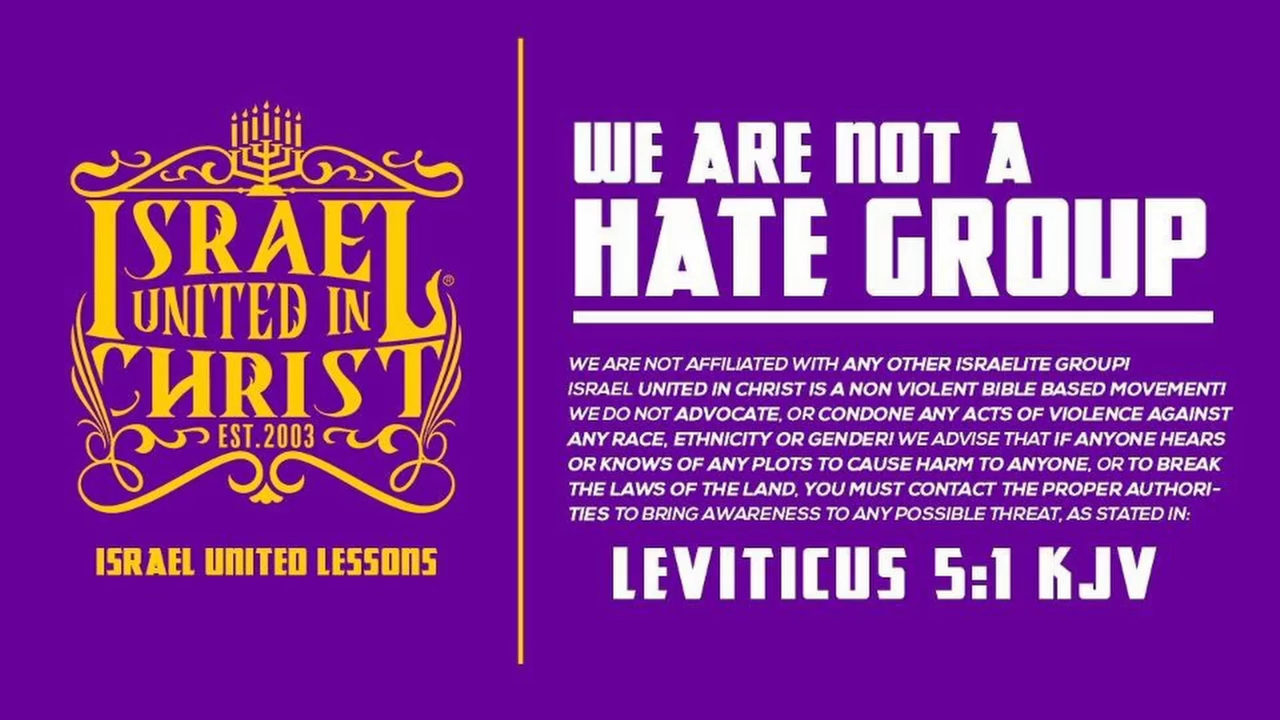 ISRAEL
UNITED IN
CHRIST
®
EST.2003
ISRAEL UNITED LESSONS
WE ARE NOT A
HATE GROUP
WE ARE NOT AFFILIATED WITH ANY OTHER ISRAELITE GROUP!
ISRAEL UNITED IN CHRIST IS A NON VIOLENT BIBLE BASED MOVEMENT!
WE DO NOT ADVOCATE, OR CONDONE ANY ACTS OF VIOLENCE AGAINST
ANY RACE, ETHNICITY OR GENDER! WE ADVISE THAT IF ANYONE HEARS
OR KNOWS OF ANY PLOTS TO CAUSE HARM TO ANYONE, OR TO BREAK
THE LAWS OF THE LAND, YOU MUST CONTACT THE PROPER AUTHORI-
TIES TO BRING AWARENESS TO ANY POSSIBLE THREAT, AS STATED IN:
LEVITICUS 5:1 KJV